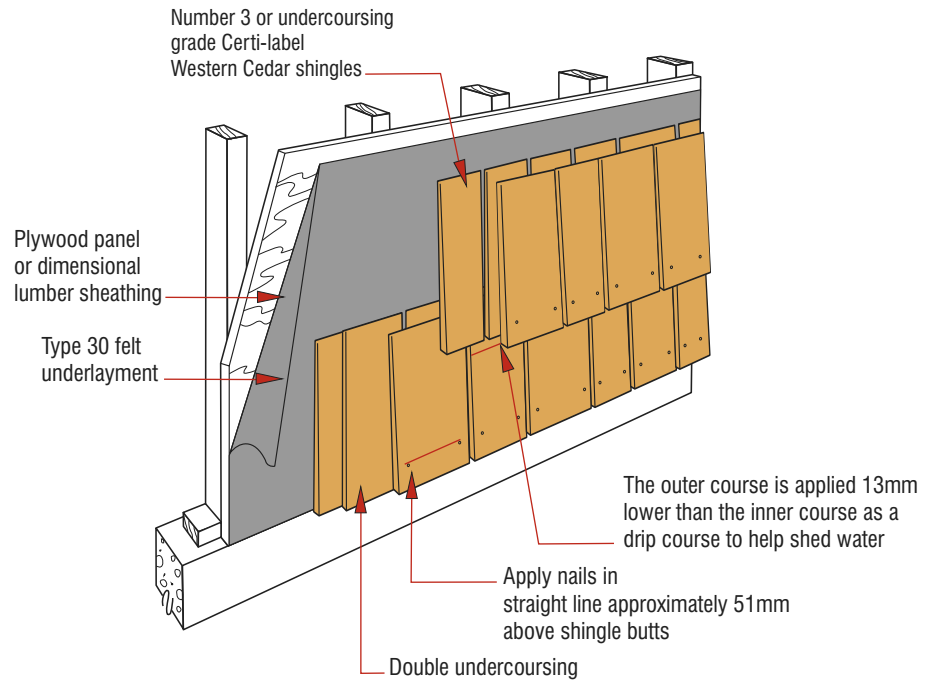 Number 3 or undercoursing
grade Certi-label
Western Cedar shingles
Plywood panel
or dimensional
lumber sheathing
Type 30 felt
underlayment
The outer course is applied 13mm
lower than the inner course as a
drip course to help shed water
Apply nails in
straight line approximately 51mm
above shingle butts
Double undercoursing